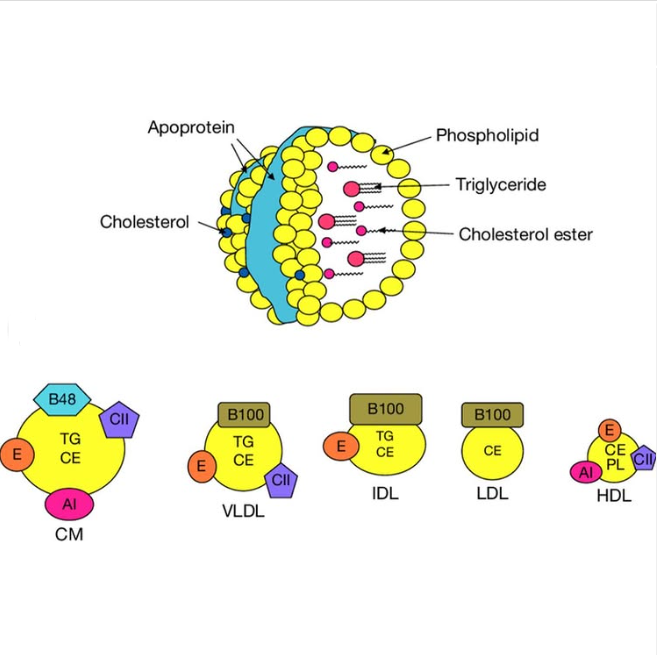 Apoprotein
Phospholipid
Triglyceride
Cholesterol
Cholesterol ester
B48
CII
TG
CE
E
AI
CM
B100
TG
CE
E
CII
VLDL
B100
TG
CE
E
IDL
B100
CE
LDL
E
CE
PL
CII
AI
HDL